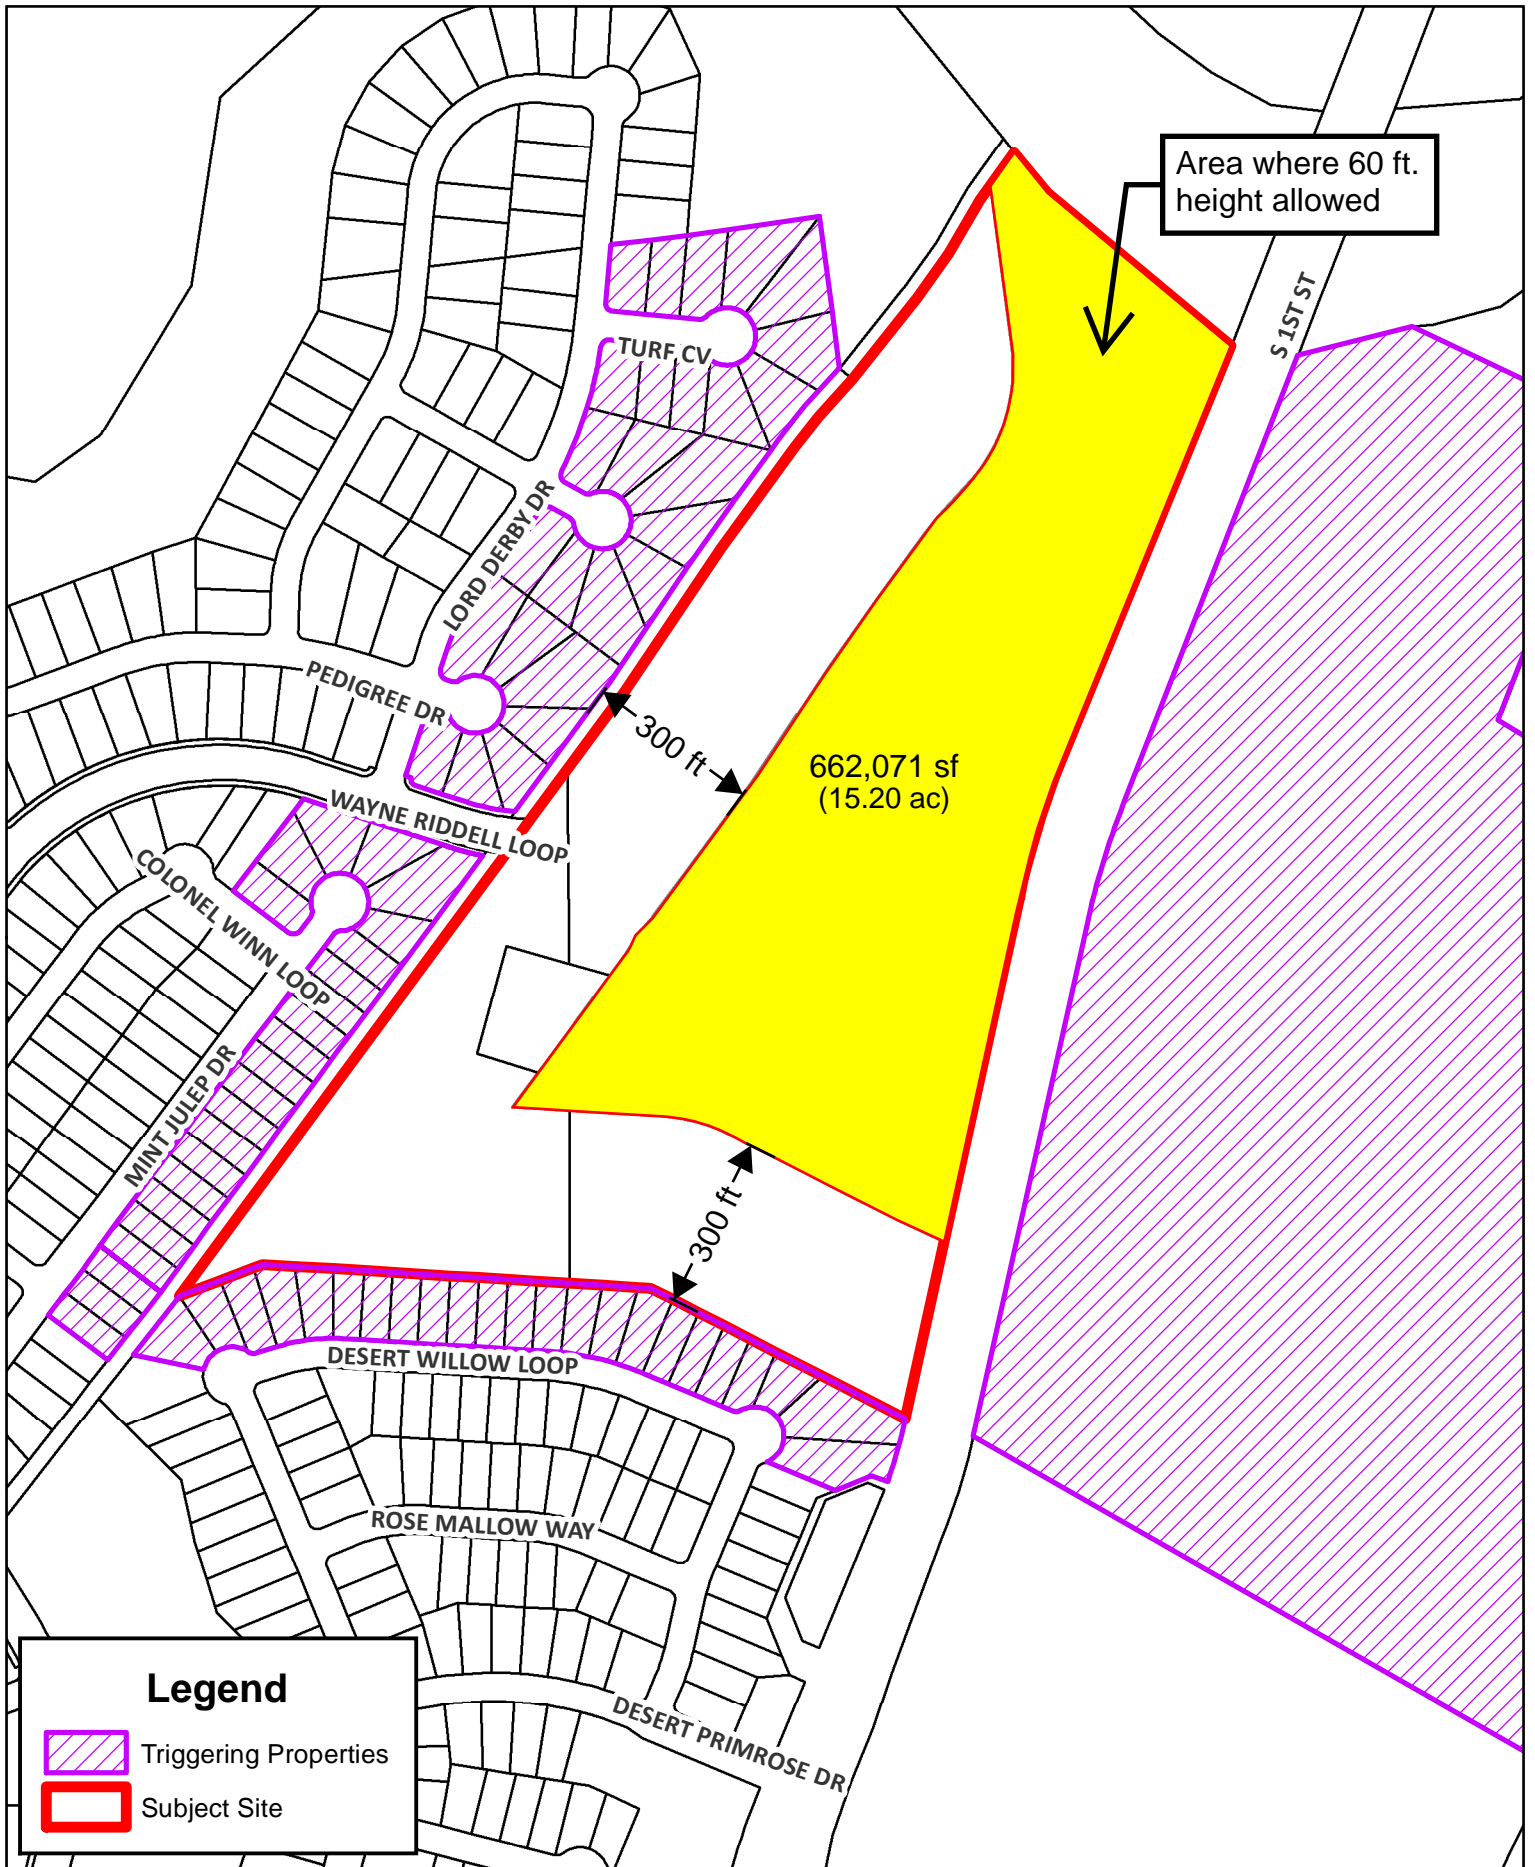 Area where 60 ft.
height allowed
S 1ST ST
TURF CV
LORD DERBY DR
PEDIGREE DR
300 ft
662,071 sf
(15.20 ac)
WAYNE RIDDELL LOOP
COLONEL WINN LOOP
MINT JULEP DR
300 ft
DESERT WILLOW LOOP
ROSE MALLOW WAY
DESERT PRIMROSE DR
Legend
Triggering Properties
Subject Site